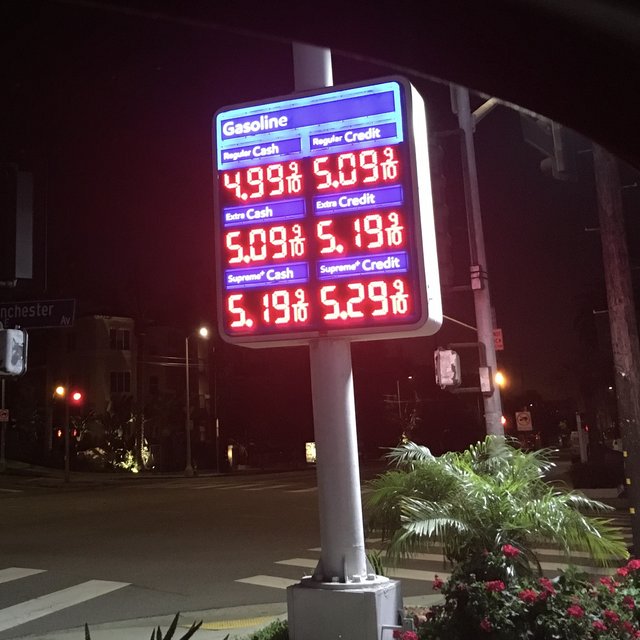 Gasoline
Regular Cash Regular Credit
4.99 9/10 5.09 9/10
Extra Cash Extra Credit
5.09 9/10 5.19 9/10
Supreme+ Cash Supreme+ Credit
5.19 9/10 5.29 9/10
nchester
AV